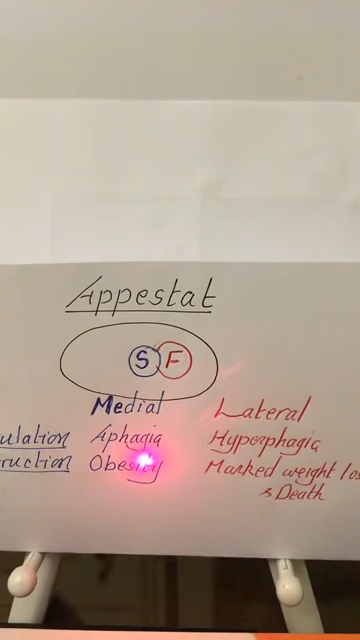 Appestat
S F
Medial Lateral
ulation Aphagia Hyperphagia
ruction Obesity Marked weight los
s Death